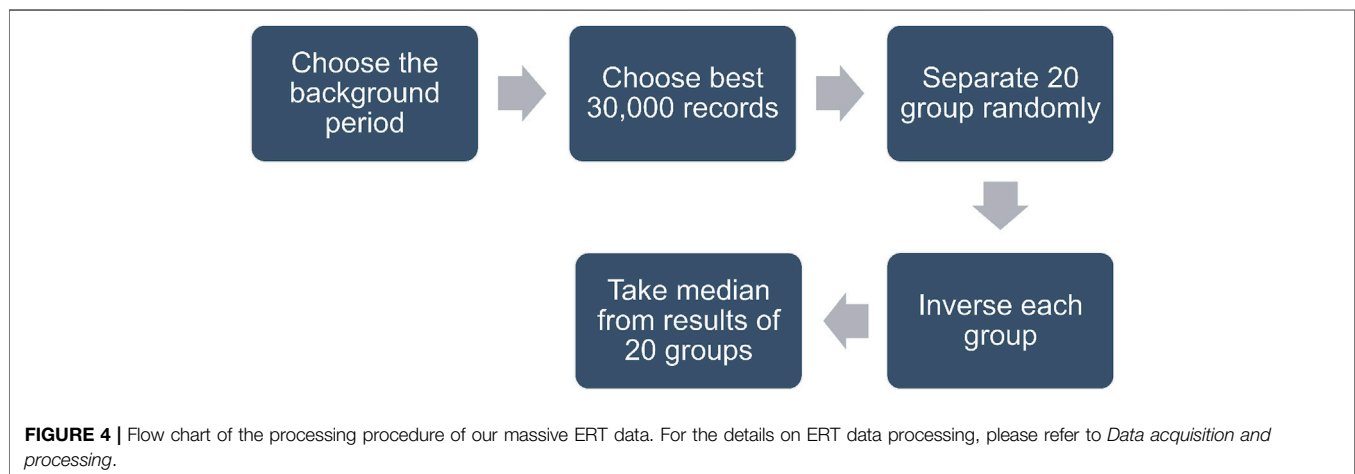 Choose the
background
period
Choose best
30,000 records
Separate 20
group randomly
Inverse each
group
Take median
from results of
20 groups
FIGURE 4 | Flow chart of the processing procedure of our massive ERT data. For the details on ERT data processing, please refer to Data acquisition and
processing.